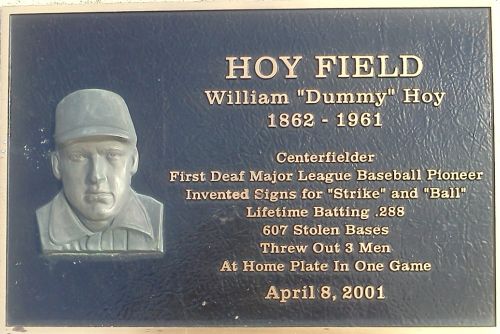 HOY FIELD
William "Dummy" Hoy
1862 - 1961
Centerfielder
First Deaf Major League Baseball Pioneer
Invented Signs for "Strike" and "Ball"
Lifetime Batting .288
607 Stolen Bases
Threw Out 3 Men
At Home Plate In One Game
April 8, 2001